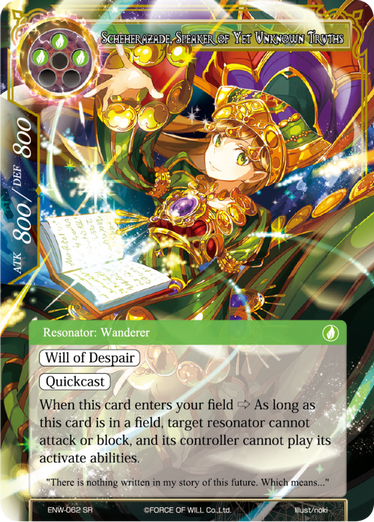 Scheherazade, Speaker of Yet Unknown Truths
ATK 800 / DEF 800
Resonator: Wanderer
Will of Despair
Quickcast
When this card enters your field ⇨ As long as
this card is in a field, target resonator cannot
attack or block, and its controller cannot play its
activate abilities.
"There is nothing written in my story of this future. Which means..."
ENW-062 SR
©FORCE OF WILL Co.,Ltd.
Illust/noki